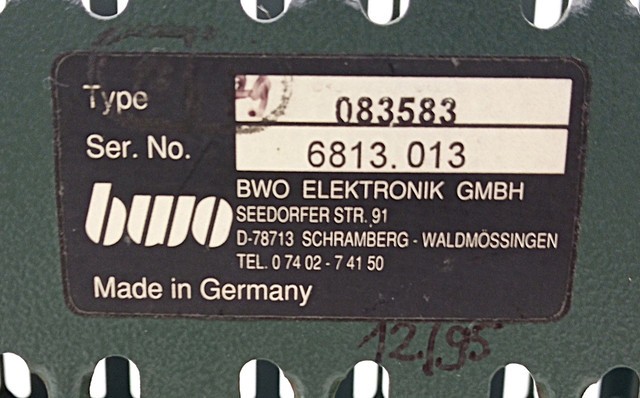 Type 083583
Ser. No. 6813.013
bwo
BWO ELEKTRONIK GMBH
SEEDORFER STR. 91
D-78713 SCHRAMBERG - WALDMÖSSINGEN
TEL. 0 74 02 - 7 41 50
Made in Germany
12/95